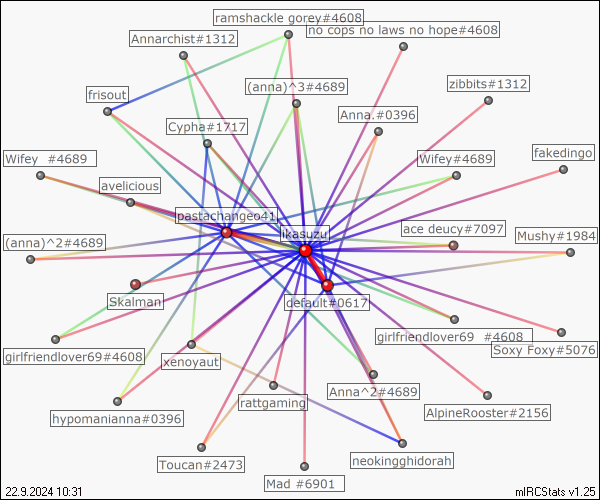 ramshackle gorey#4608
no cops no laws no hope#4608
Annarchist#1312
zibbits#1312
(anna)^3#4689
frisout
Anna.#0396
Cypha#1717
fakedingo
Wifey  #4689
Wifey#4689
avelicious
pastachangeo41
ace deucy#7097
likasuzu
Mushy#1984
(anna)^2#4689
Skalman
default#0617
girlfriendlover69  #4608
Soxy Foxy#5076
girlfriendlover69#4608
xenoyaut
Anna^2#4689
rattgaming
AlpineRooster#2156
hypomanianna#0396
neokingghidorah
Toucan#2473
Mad  #6901
22.9.2024 10:31
mIRCStats v1.25